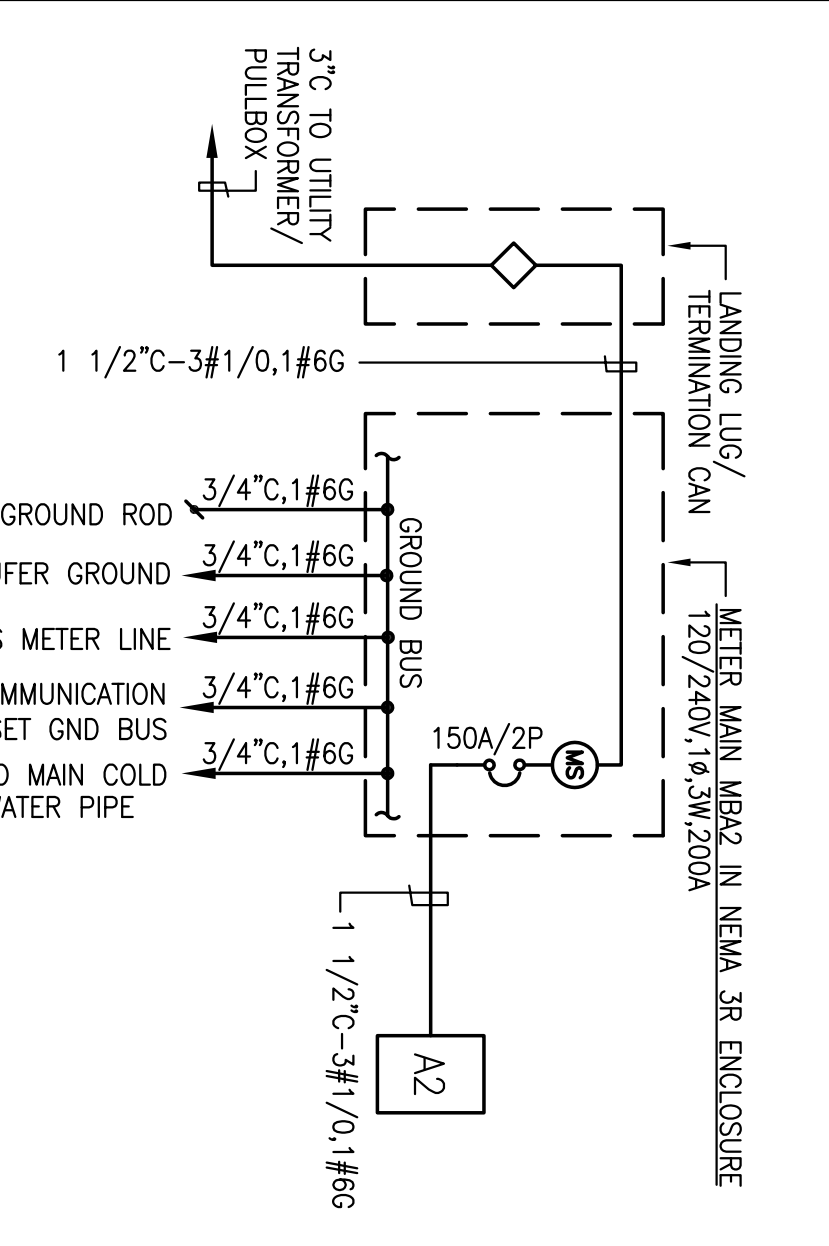 3"C TO UTILITY
TRANSFORMER/
PULLBOX
LANDING LUG/
TERMINATION CAN
1 1/2"C-3#1/0,1#6G
METER MAIN MBA2 IN NEMA 3R ENCLOSURE
120/240V,1ø,3W,200A
GROUND BUS
3/4"C,1#6G
GROUND ROD
3/4"C,1#6G
GROUND
3/4"C,1#6G
METER LINE
3/4"C,1#6G
SET GND BUS
3/4"C,1#6G
MAIN COLD
PIPE
150A/2P
MS
1 1/2"C-3#1/0,1#6G
A2